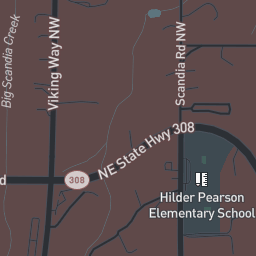 Big Scandia Creek
Viking Way NW
Scandia Rd NW
NE State Hwy 308
308
d
Hilder Pearson
Elementary School